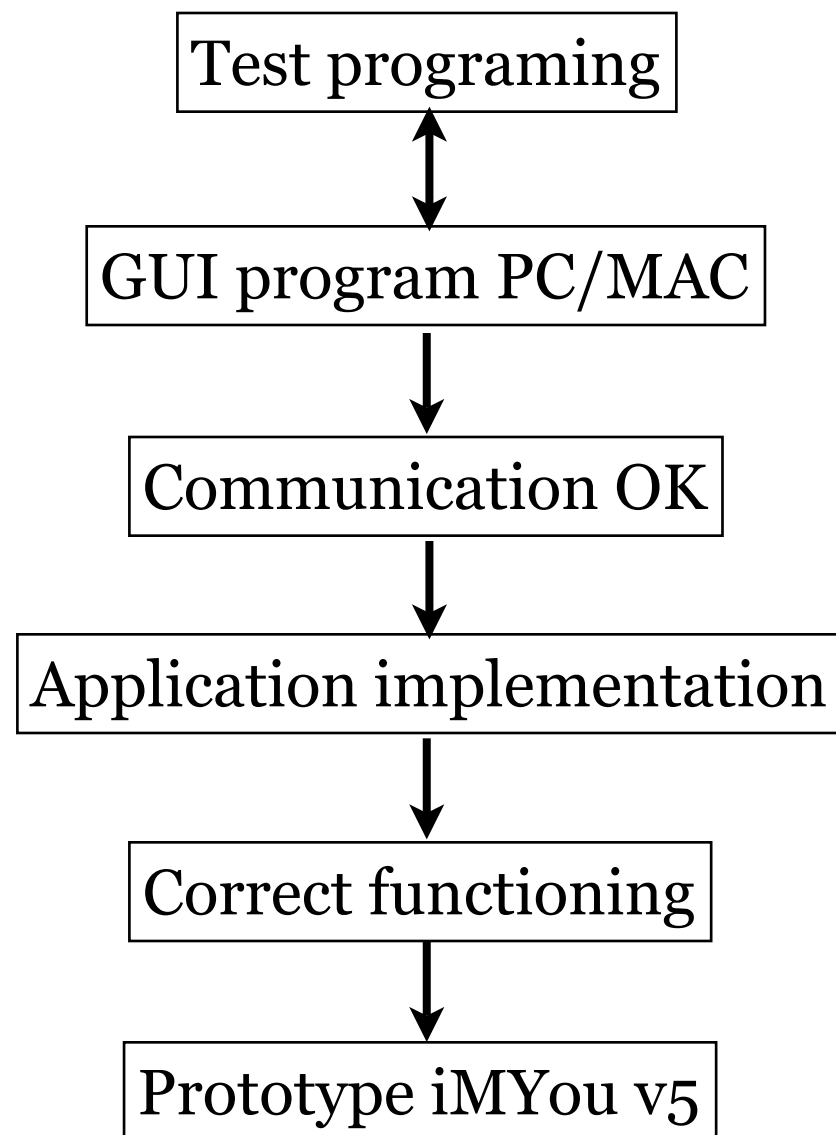 Test programing
GUI program PC/MAC
Communication OK
Application implementation
Correct functioning
Prototype iMYou v5